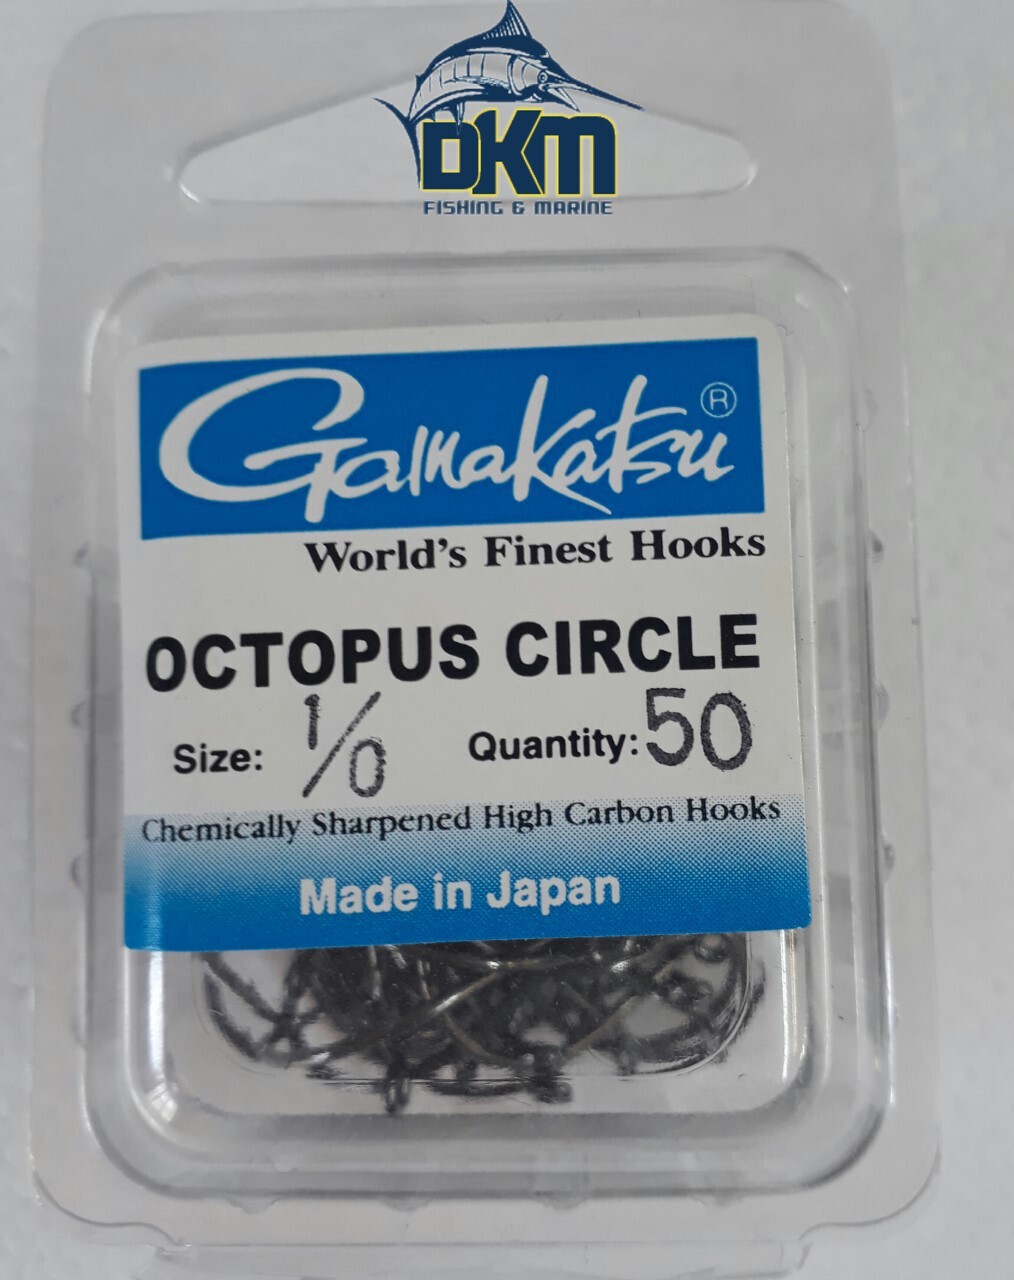 DKM
FISHING & MARINE
Gamakatsu ®
World's Finest Hooks
OCTOPUS CIRCLE
Size: 1/0 Quantity: 50
Chemically Sharpened High Carbon Hooks
Made in Japan